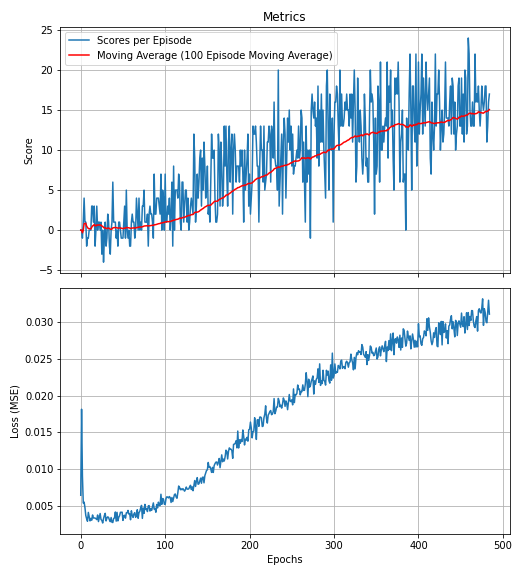 Metrics
Scores per Episode
Moving Average (100 Episode Moving Average)
25
20
15
10
5
0
−5
Score
0.030
0.025
0.020
0.015
0.010
0.005
Loss (MSE)
0 100 200 300 400 500
Epochs